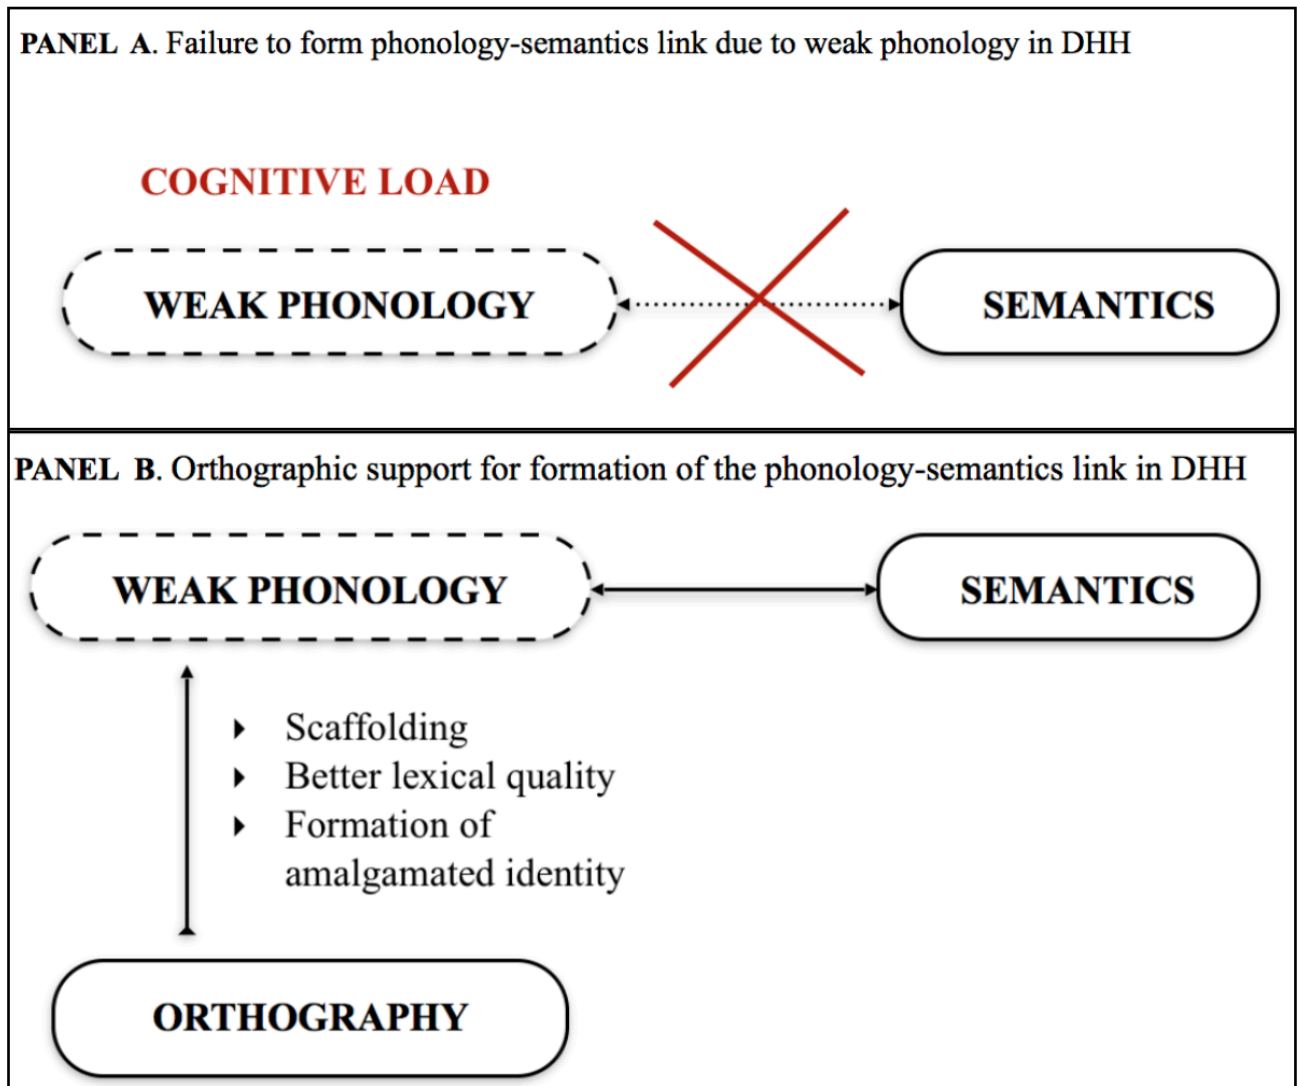 PANEL A. Failure to form phonology-semantics link due to weak phonology in DHH
COGNITIVE LOAD
WEAK PHONOLOGY
SEMANTICS
PANEL B. Orthographic support for formation of the phonology-semantics link in DHH
WEAK PHONOLOGY
SEMANTICS
Scaffolding
Better lexical quality
Formation of
amalgamated identity
ORTHOGRAPHY